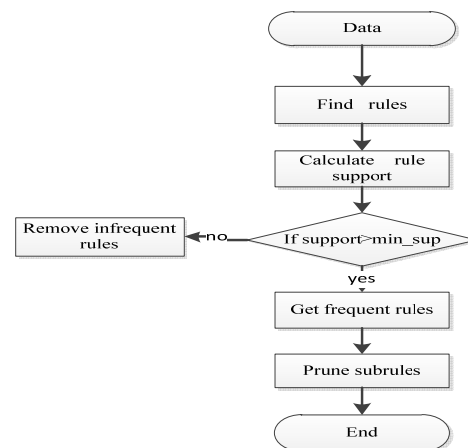 Data
Find rules
Calculate rule
support
If support>min_sup
no
Remove infrequent
rules
yes
Get frequent rules
Prune subrules
End